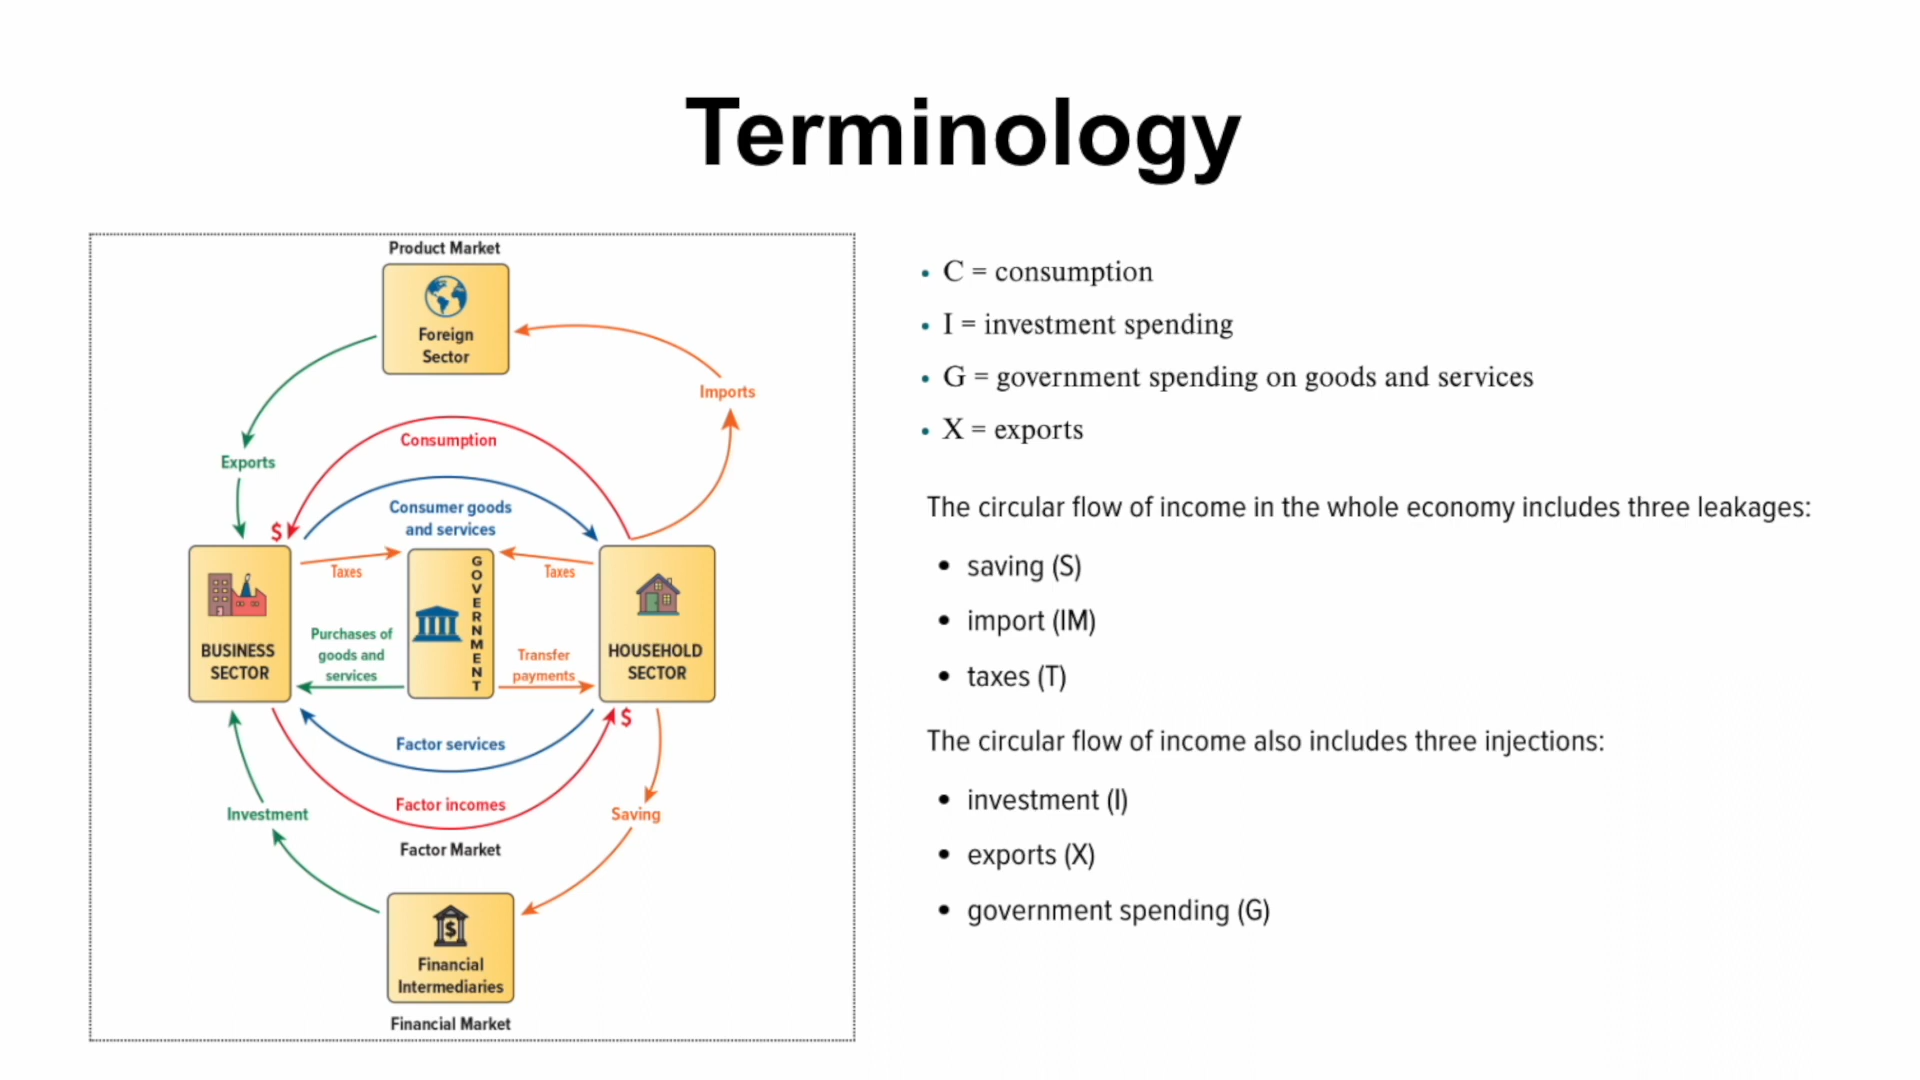 Terminology
Product Market
Foreign
Sector
Imports
Exports
Consumption
$
Consumer goods
and services
Taxes
Taxes
GOVERNMENT
BUSINESS
SECTOR
Purchases of
goods and
services
Transfer
payments
HOUSEHOLD
SECTOR
$
Factor services
Factor incomes
Investment
Saving
Factor Market
$
Financial
Intermediaries
Financial Market
• C = consumption
• I = investment spending
• G = government spending on goods and services
• X = exports
The circular flow of income in the whole economy includes three leakages:
• saving (S)
• import (IM)
• taxes (T)
The circular flow of income also includes three injections:
• investment (I)
• exports (X)
• government spending (G)